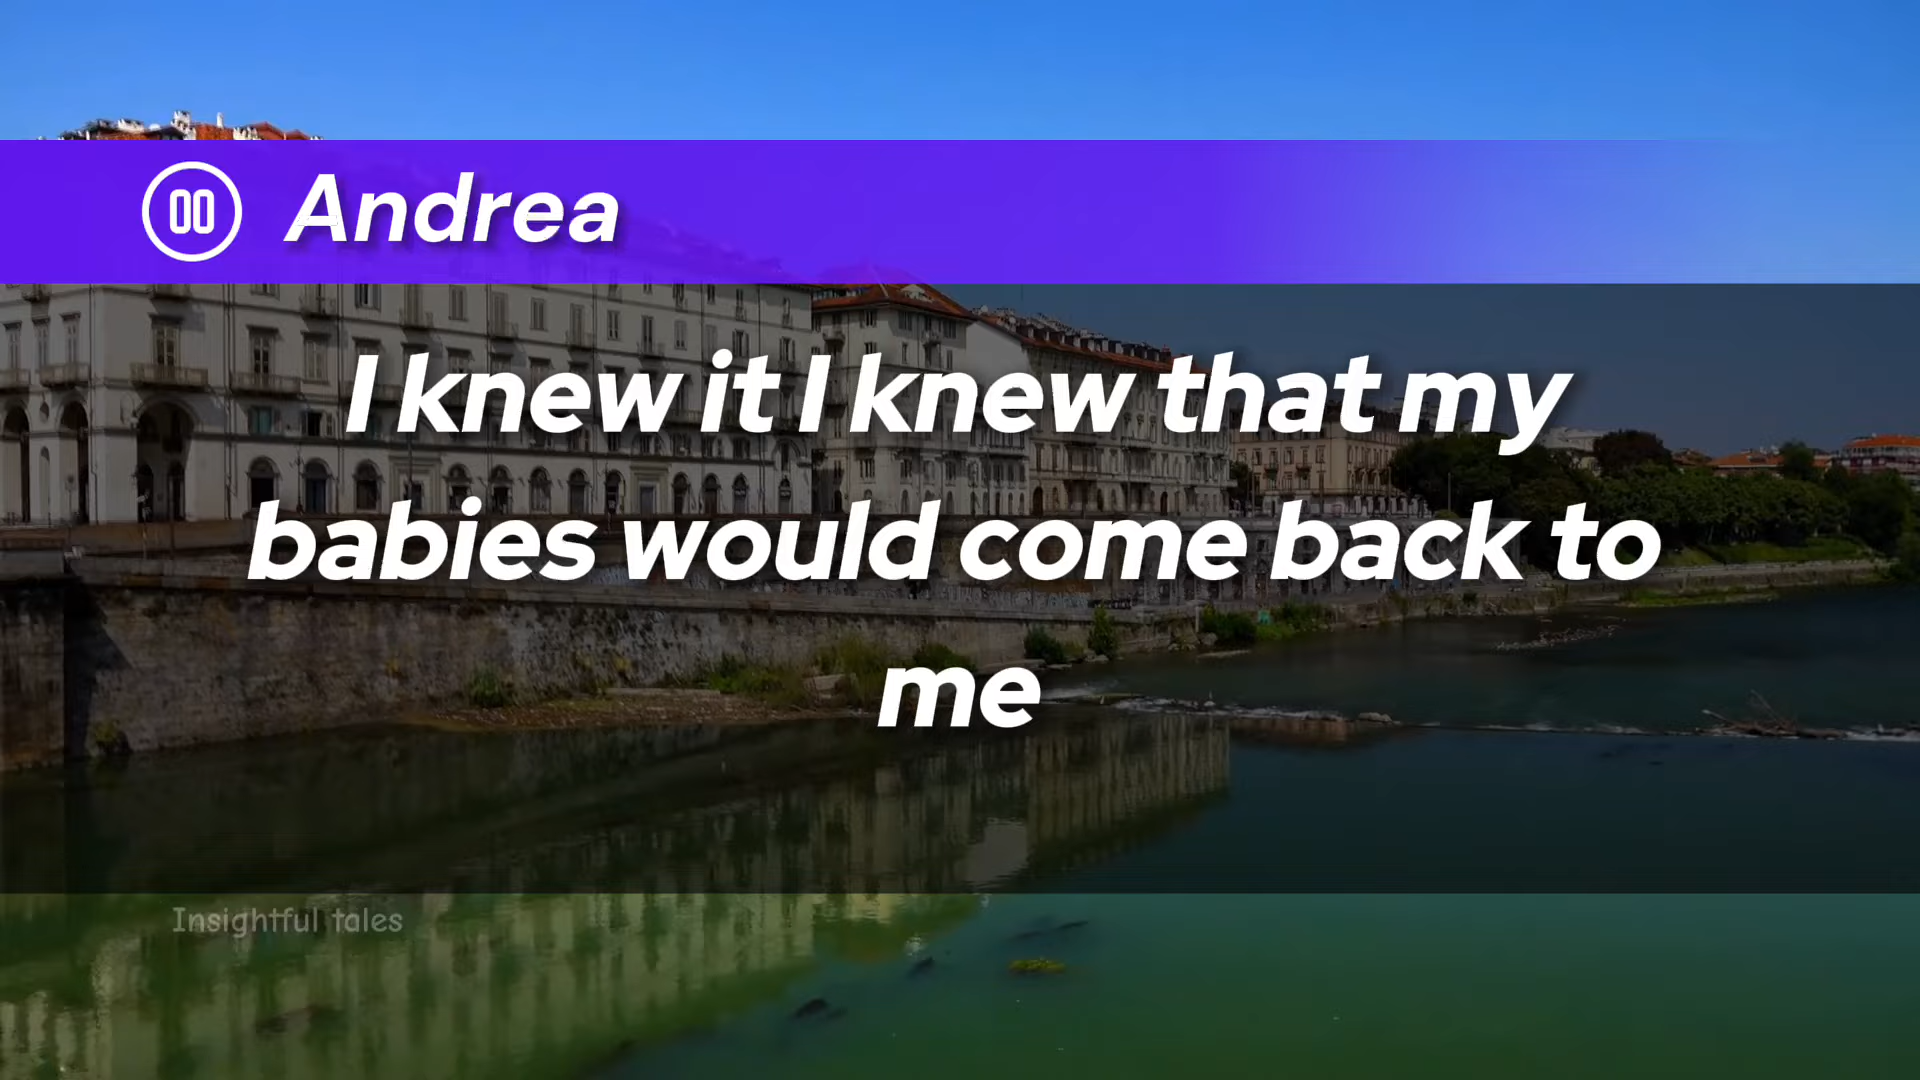 Andrea
I knew it I knew that my
babies would come back to
me
Insightful tales